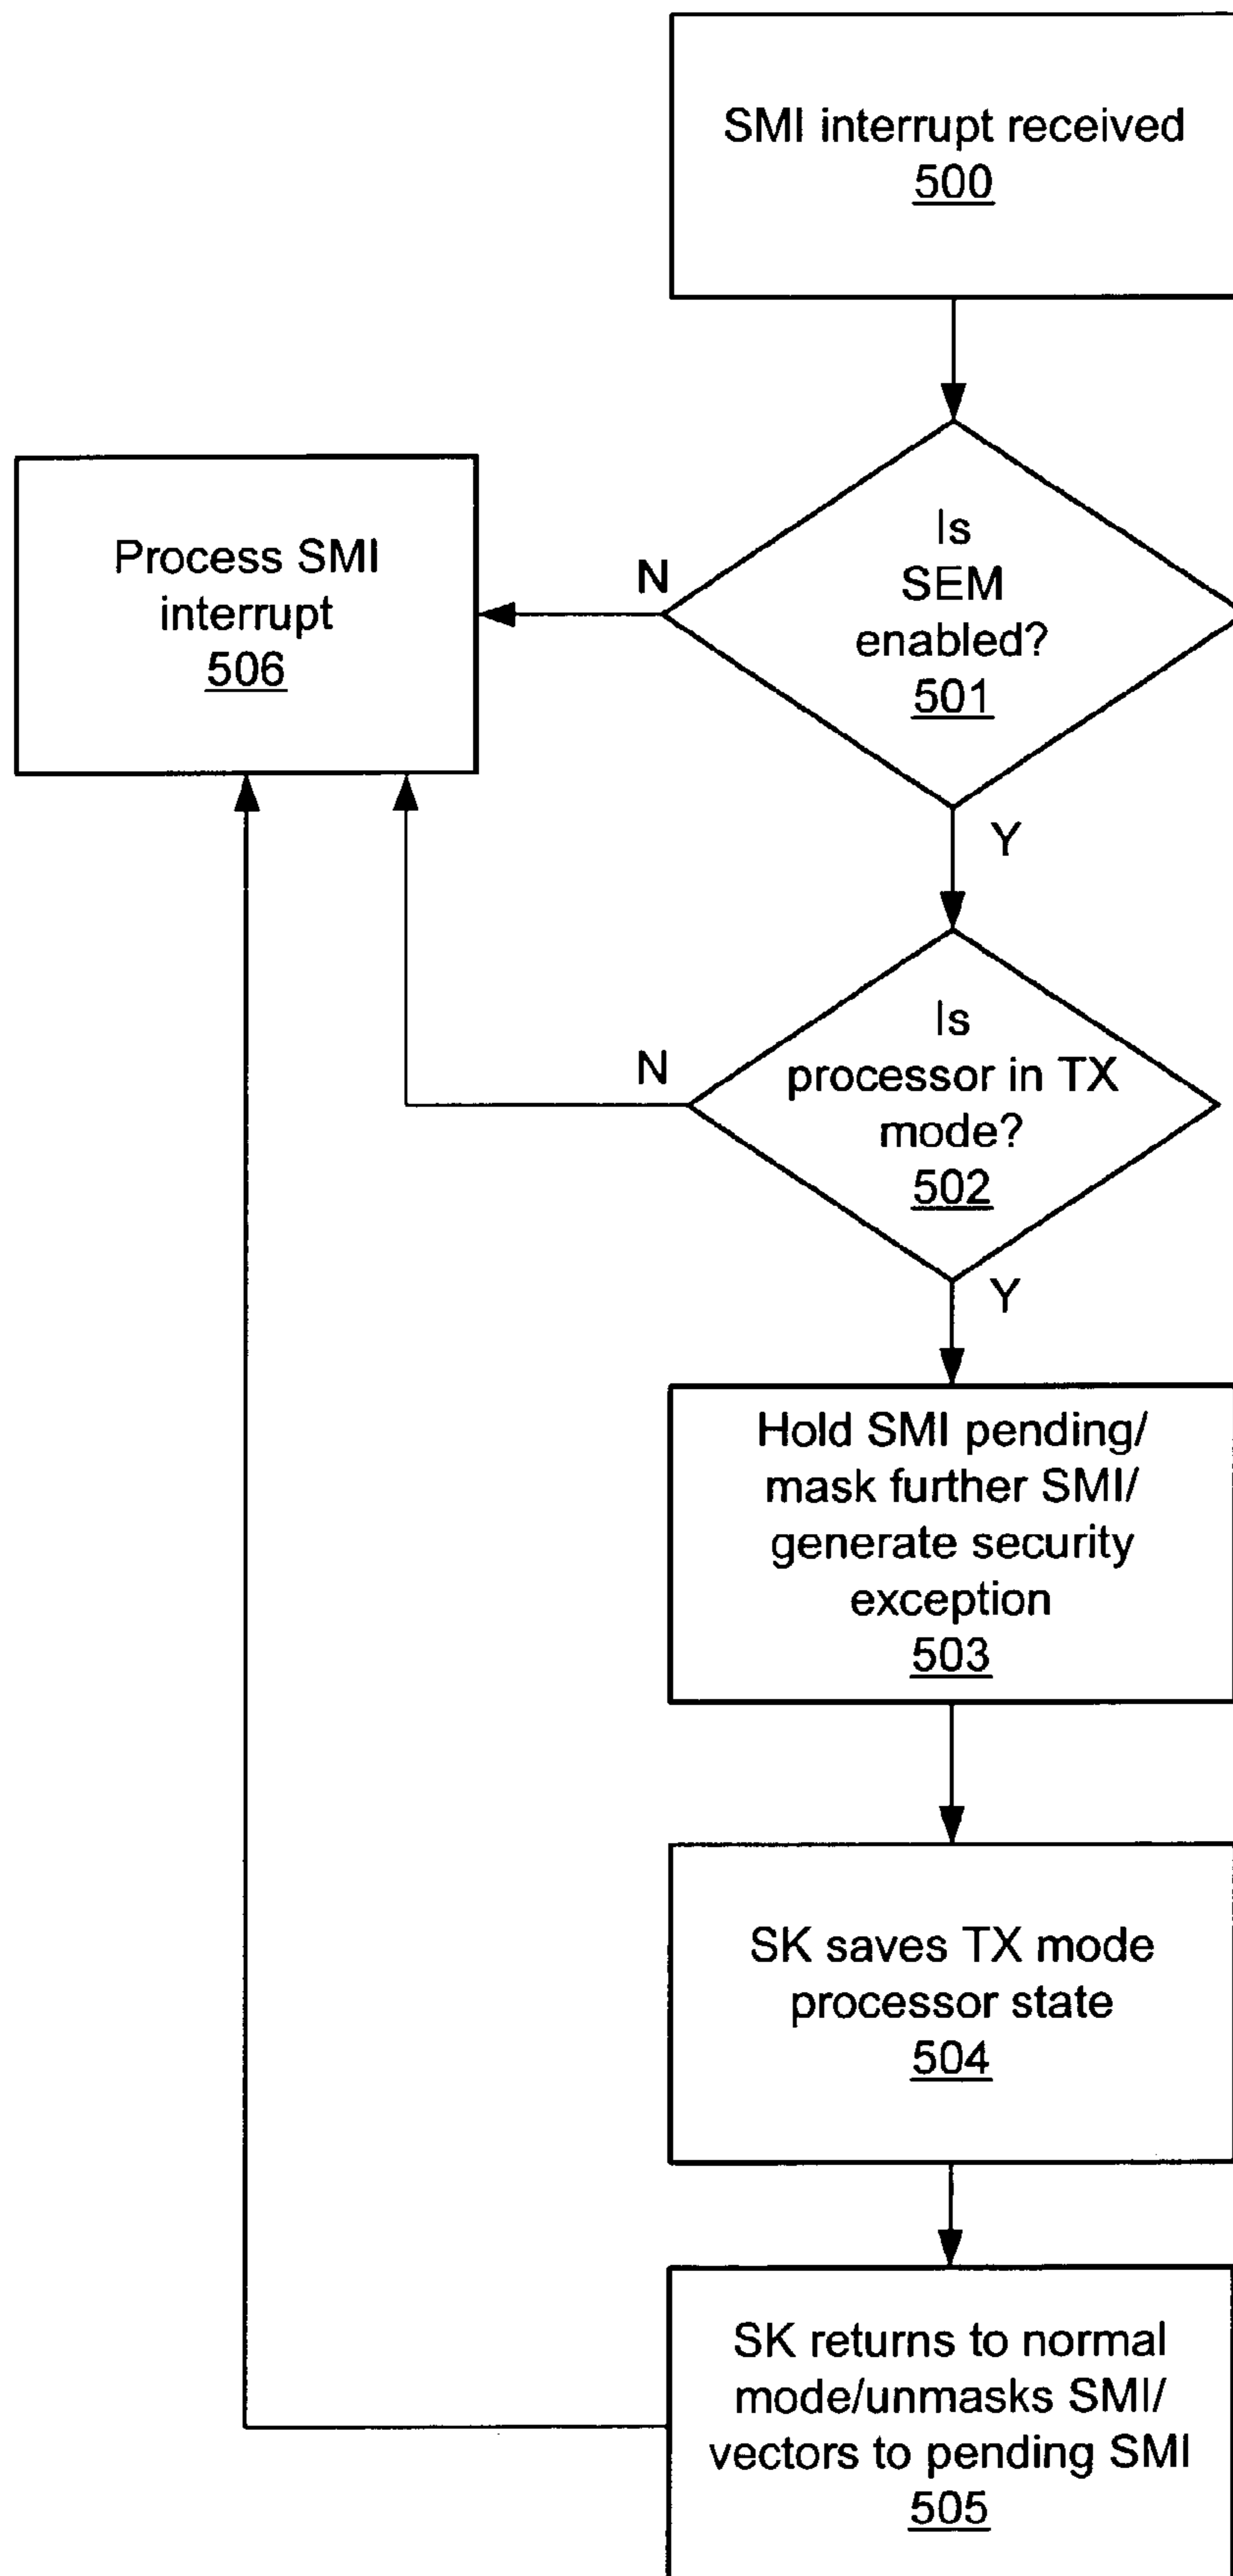 SMI interrupt received
500
Is
SEM
enabled?
501
N
Y
Process SMI
interrupt
506
Is
processor in TX
mode?
502
N
Y
Hold SMI pending/
mask further SMI/
generate security
exception
503
SK saves TX mode
processor state
504
SK returns to normal
mode/unmasks SMI/
vectors to pending SMI
505